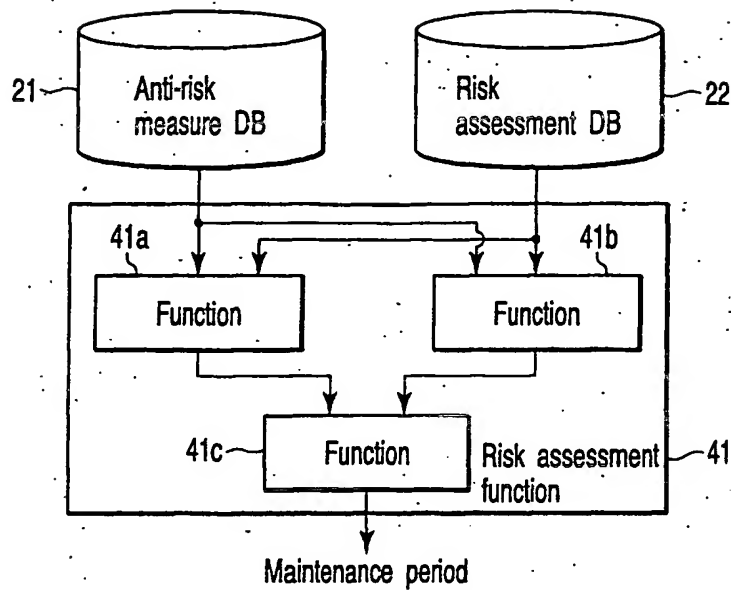 21
Anti-risk
measure DB
Risk
assessment DB
22
41a
41b
Function
Function
41c
Function
Risk assessment
function
41
Maintenance period